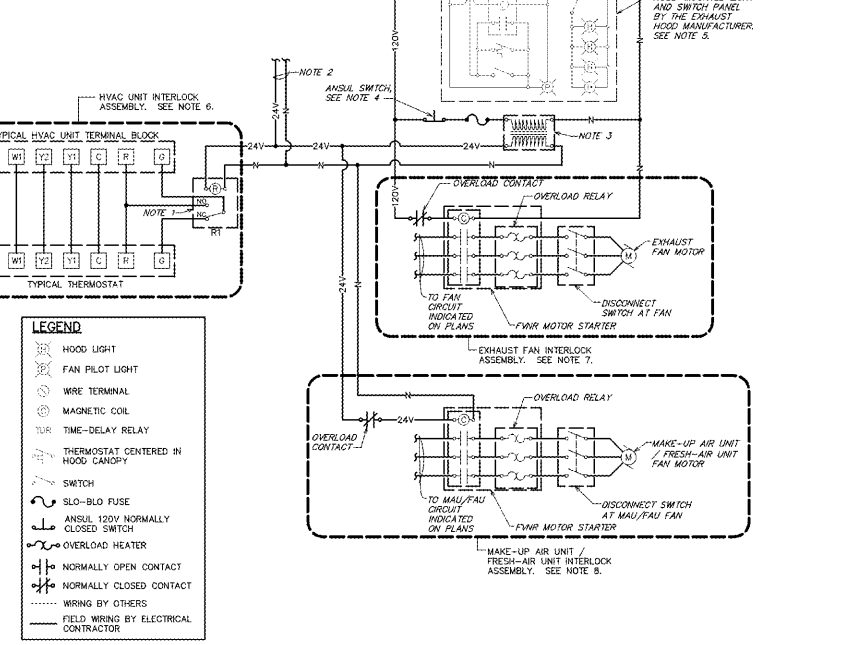 AND SWITCH PANEL
BY THE EXHAUST
HOOD MANUFACTURER.
SEE NOTE 5.
120V
N
R
R
R
P
R
NOTE 2
ANSUL SWITCH,
SEE NOTE 4
HVAC UNIT INTERLOCK
ASSEMBLY. SEE NOTE 6.
24V
N
N
NOTE 3
YPICAL HVAC UNIT TERMINAL BLOCK
24V
24V
24V
N
N
N
N
W1 Y2 Y1 C R G
R
NO
NC
NOTE 1
R1
W1 Y2 Y1 C R G
TYPICAL THERMOSTAT
120V
OVERLOAD CONTACT
OVERLOAD RELAY
C
M
EXHAUST
FAN MOTOR
TO FAN
CIRCUIT
INDICATED
ON PLANS
DISCONNECT
SWITCH AT FAN
FVNR MOTOR STARTER
24V
N
EXHAUST FAN INTERLOCK
ASSEMBLY. SEE NOTE 7.
LEGEND
R HOOD LIGHT
P FAN PILOT LIGHT
WIRE TERMINAL
C MAGNETIC COIL
TDR TIME-DELAY RELAY
THERMOSTAT CENTERED IN
HOOD CANOPY
SWITCH
SLO-BLO FUSE
ANSUL 120V NORMALLY
CLOSED SWITCH
OVERLOAD HEATER
NORMALLY OPEN CONTACT
NORMALLY CLOSED CONTACT
WIRING BY OTHERS
FIELD WIRING BY ELECTRICAL
CONTRACTOR
N
OVERLOAD RELAY
24V
C
OVERLOAD
CONTACT
M
MAKE-UP AIR UNIT
/ FRESH-AIR UNIT
FAN MOTOR
TO MAU/FAU
CIRCUIT
INDICATED
ON PLANS
DISCONNECT SWITCH
AT MAU/FAU FAN
FVNR MOTOR STARTER
MAKE-UP AIR UNIT /
FRESH-AIR UNIT INTERLOCK
ASSEMBLY. SEE NOTE 8.